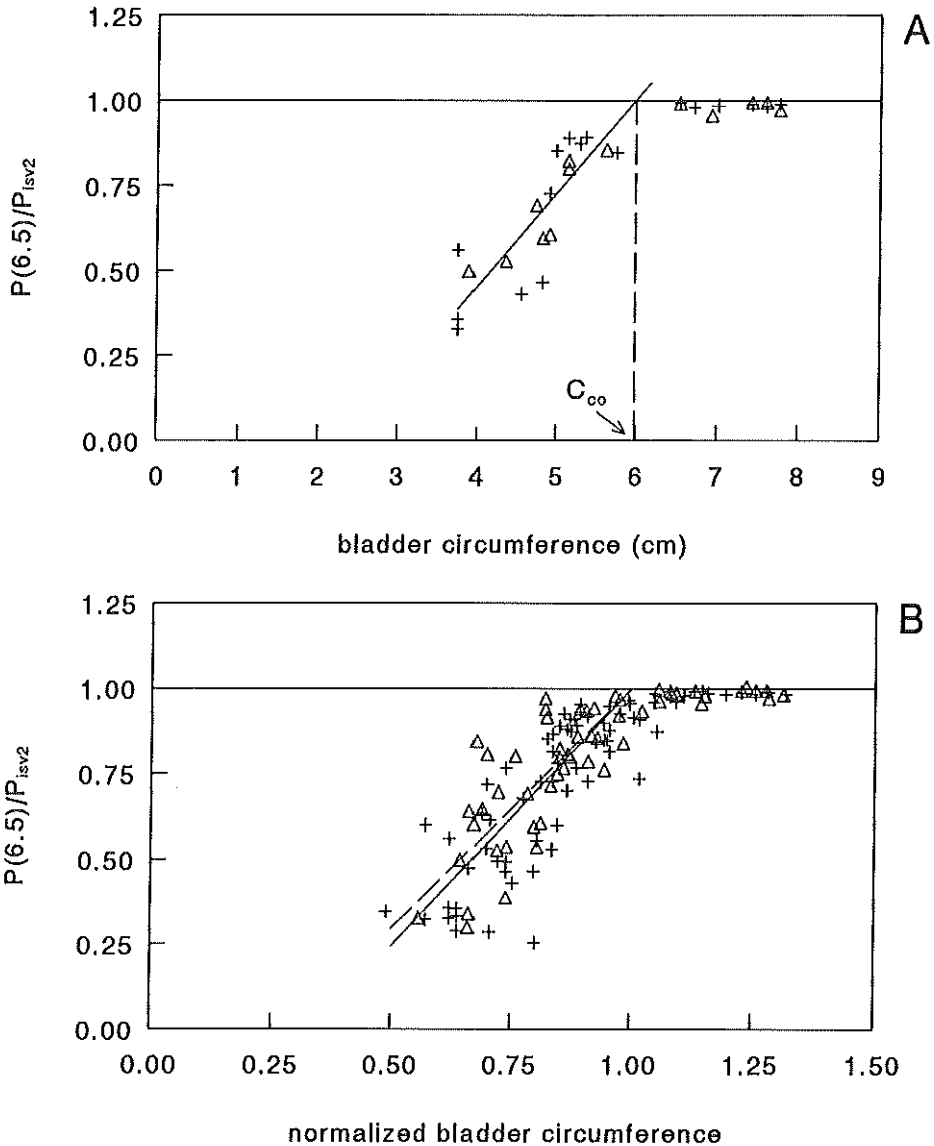 A
1.25
1.00
0.75
0.50
0.25
0.00
P(6.5)/Pisv2
Cco
0 1 2 3 4 5 6 7 8 9
bladder circumference (cm)
B
1.25
1.00
0.75
0.50
0.25
0.00
P(6.5)/Pisv2
0.00 0.25 0.50 0.75 1.00 1.25 1.50
normalized bladder circumference